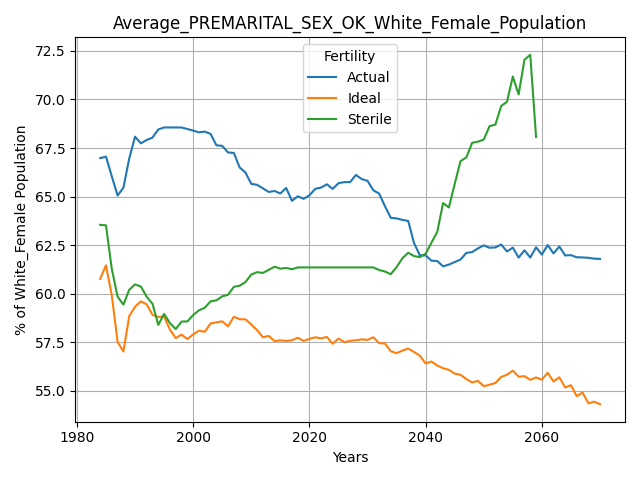 Average_PREMARITAL_SEX_OK_White_Female_Population
Fertility
Actual
Ideal
Sterile
% of White_Female Population
72.5
70.0
67.5
65.0
62.5
60.0
57.5
55.0
1980
2000
2020
2040
2060
Years